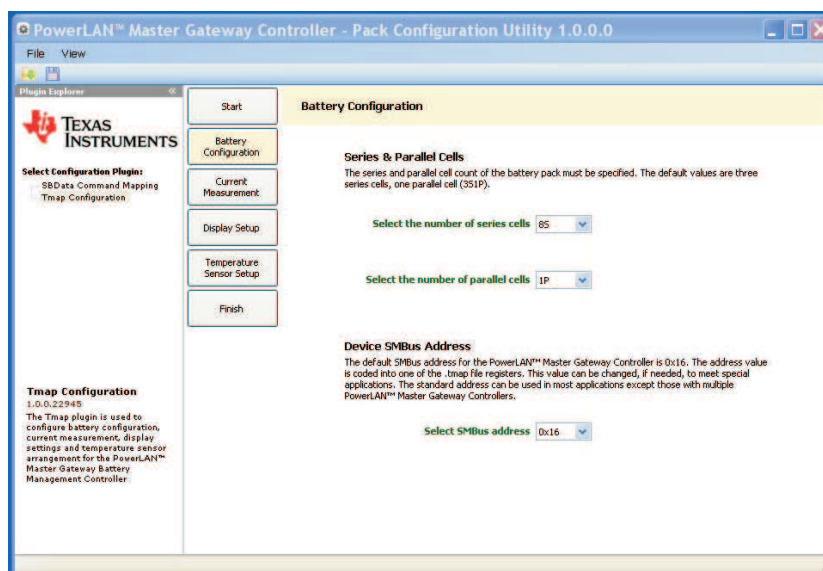 PowerLAN™ Master Gateway Controller - Pack Configuration Utility 1.0.0.0
File View
Plugin Explorer «
TEXAS
INSTRUMENTS
Select Configuration Plugin:
SBData Command Mapping
Tmap Configuration
Tmap Configuration
1.0.0.22945
The Tmap plugin is used to
configure battery configuration,
current measurement, display
settings and temperature sensor
arrangement for the PowerLAN™
Master Gateway Battery
Management Controller
Start
Battery
Configuration
Current
Measurement
Display Setup
Temperature
Sensor Setup
Finish
Battery Configuration
Series & Parallel Cells
The series and parallel cell count of the battery pack must be specified. The default values are three
series cells, one parallel cell (3S1P).
Select the number of series cells 8S
Select the number of parallel cells 1P
Device SMBus Address
The default SMBus address for the PowerLAN™ Master Gateway Controller is 0x16. The address value
is coded into one of the .tmap file registers. This value can be changed, if needed, to meet special
applications. The standard address can be used in most applications except those with multiple
PowerLAN™ Master Gateway Controllers.
Select SMBus address 0x16